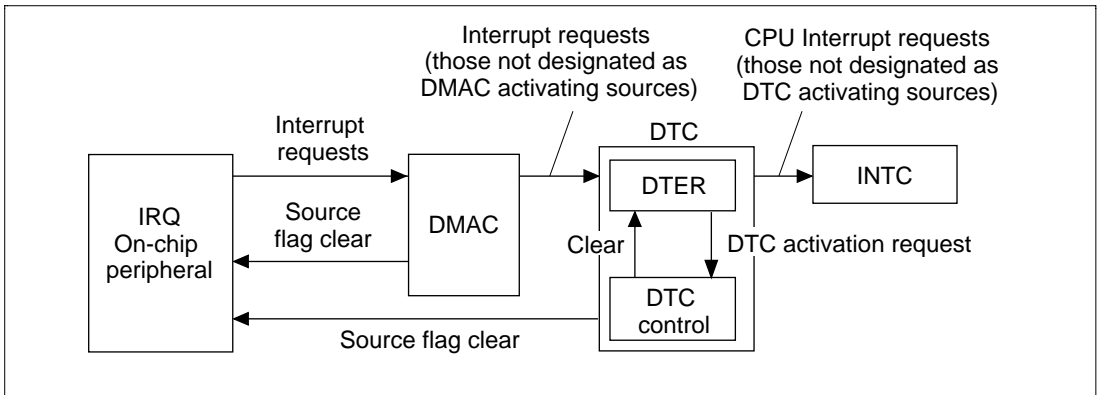 Interrupt requests
(those not designated as
DMAC activating sources)
CPU Interrupt requests
(those not designated as
DTC activating sources)
Interrupt
requests
DTC
DTER
INTC
IRQ
On-chip
peripheral
Source
flag clear
DMAC
Clear
DTC activation request
DTC
control
Source flag clear